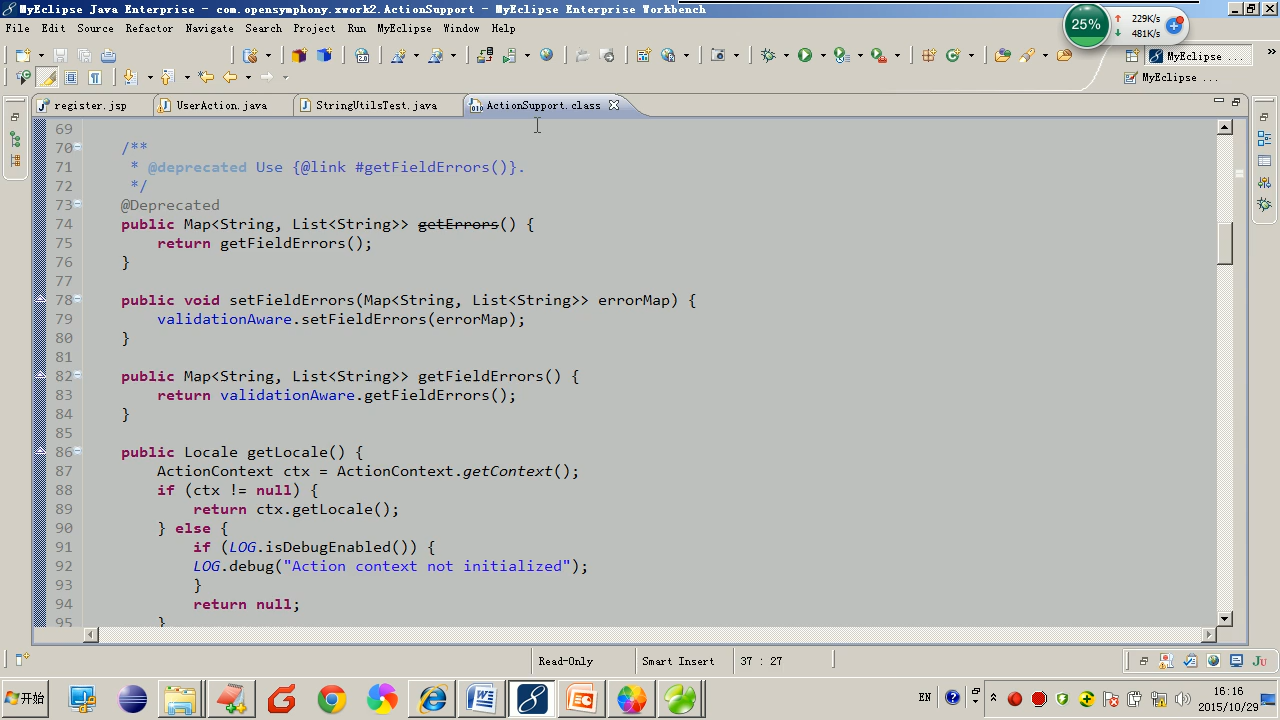 MyEclipse Java Enterprise - com.opensymphony.xwork2.ActionSupport - MyEclipse Enterprise Workbench
File Edit Source Refactor Navigate Search Project Run MyEclipse Window Help
25% 229K/s
481K/s
MyEclipse ...
MyEclipse ...
register.jsp UserAction.java StringUtilsTest.java ActionSupport.class
69
70 /**
71 * @deprecated Use {@link #getFieldErrors()}.
72 */
73 @Deprecated
74 public Map<String, List<String>> getErrors() {
75 return getFieldErrors();
76 }
77
78 public void setFieldErrors(Map<String, List<String>> errorMap) {
79 validationAware.setFieldErrors(errorMap);
80 }
81
82 public Map<String, List<String>> getFieldErrors() {
83 return validationAware.getFieldErrors();
84 }
85
86 public Locale getLocale() {
87 ActionContext ctx = ActionContext.getContext();
88 if (ctx != null) {
89 return ctx.getLocale();
90 } else {
91 if (LOG.isDebugEnabled()) {
92 LOG.debug("Action context not initialized");
93 }
94 return null;
95 }
Read-Only Smart Insert 37 : 27
开始 EN 16:16
2015/10/29